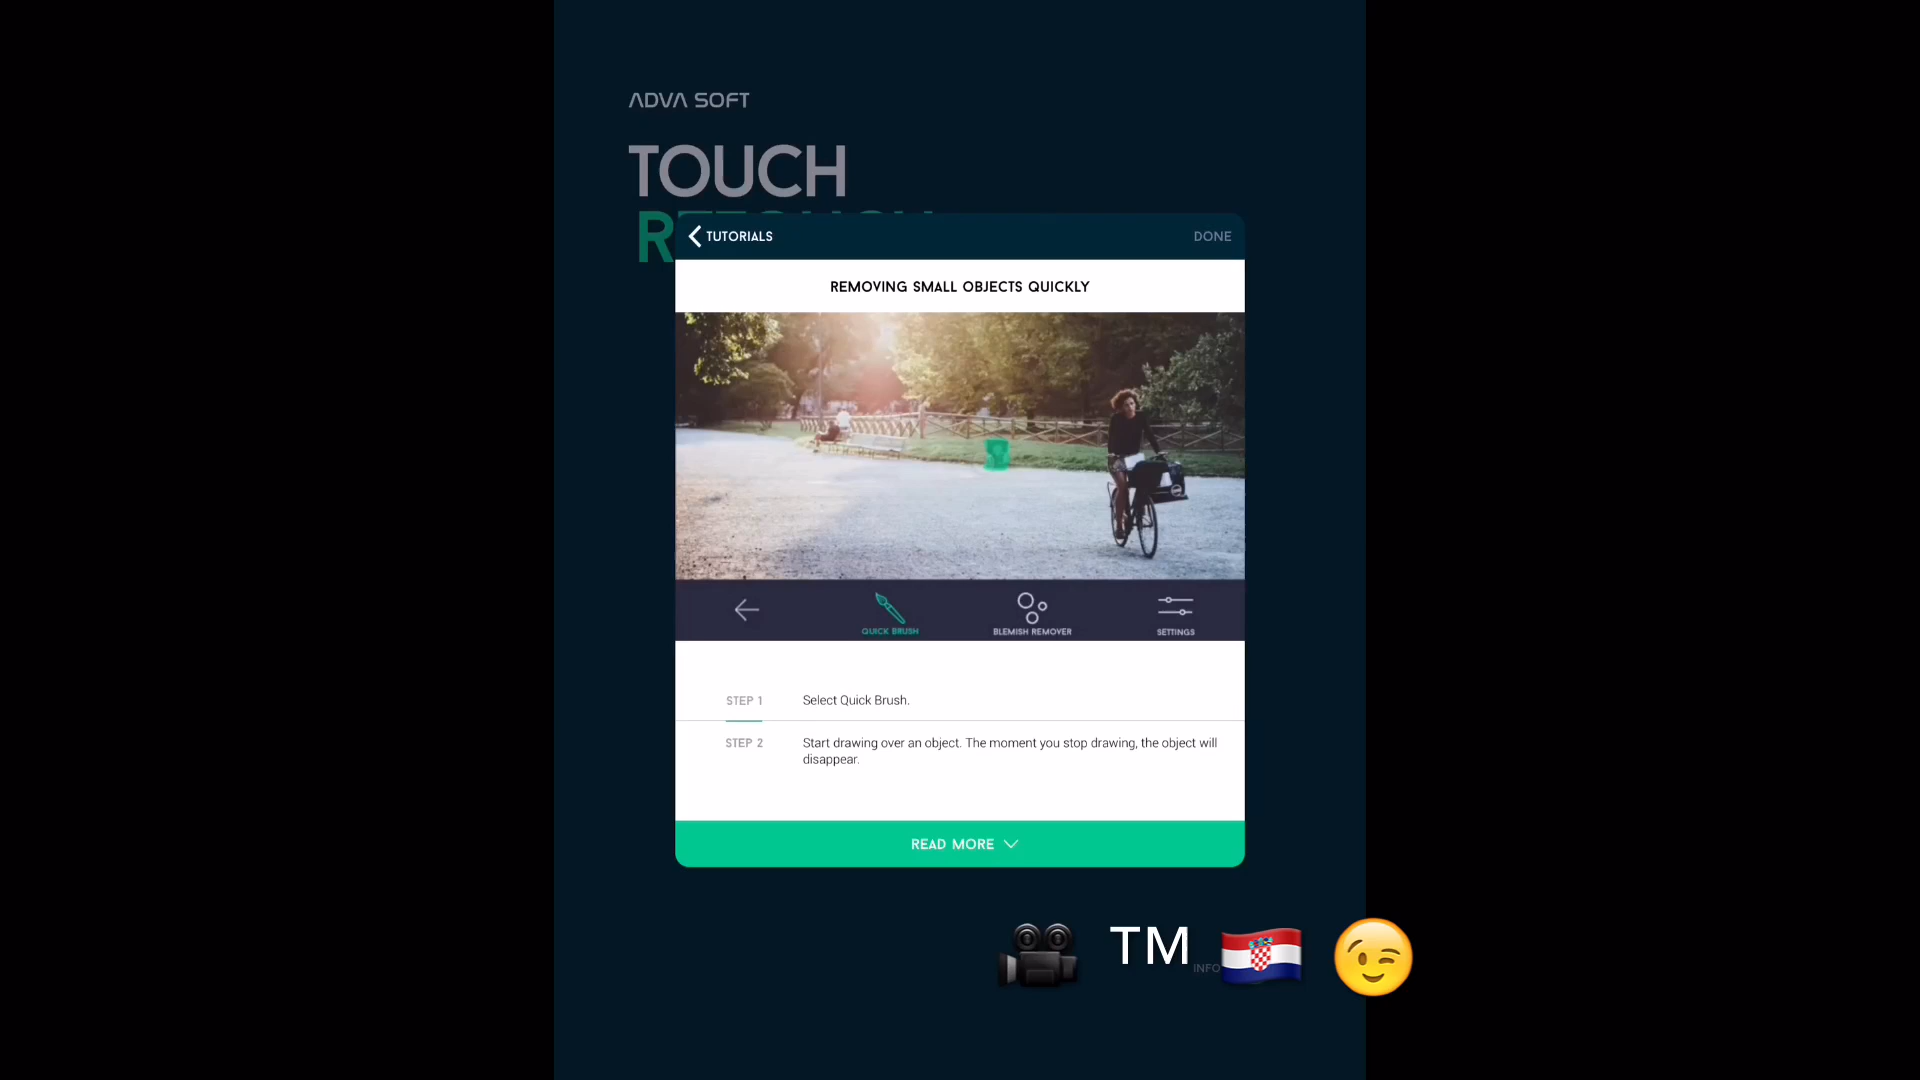 ADVA SOFT
TOUCH
TUTORIALS
DONE
REMOVING SMALL OBJECTS QUICKLY
QUICK BRUSH
BLEMISH REMOVER
SETTINGS
STEP 1
Select Quick Brush.
STEP 2
Start drawing over an object. The moment you stop drawing, the object will
disappear.
READ MORE
TM
INFO